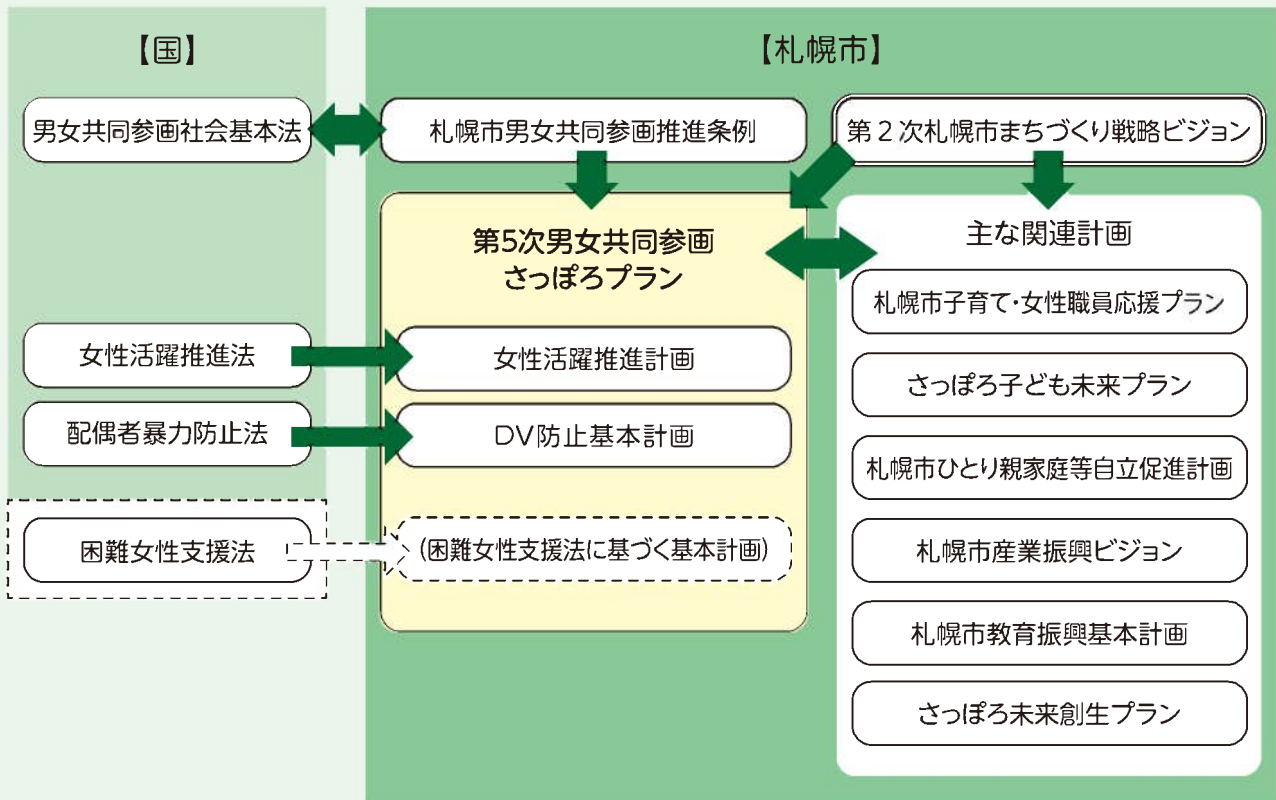 【国】
【札幌市】
男女共同参画社会基本法
札幌市男女共同参画推進条例
第２次札幌市まちづくり戦略ビジョン
第5次男女共同参画
さっぽろプラン
女性活躍推進法
女性活躍推進計画
配偶者暴力防止法
DV防止基本計画
困難女性支援法
(困難女性支援法に基づく基本計画)
主な関連計画
札幌市子育て・女性職員応援プラン
さっぽろ子ども未来プラン
札幌市ひとり親家庭等自立促進計画
札幌市産業振興ビジョン
札幌市教育振興基本計画
さっぽろ未来創生プラン